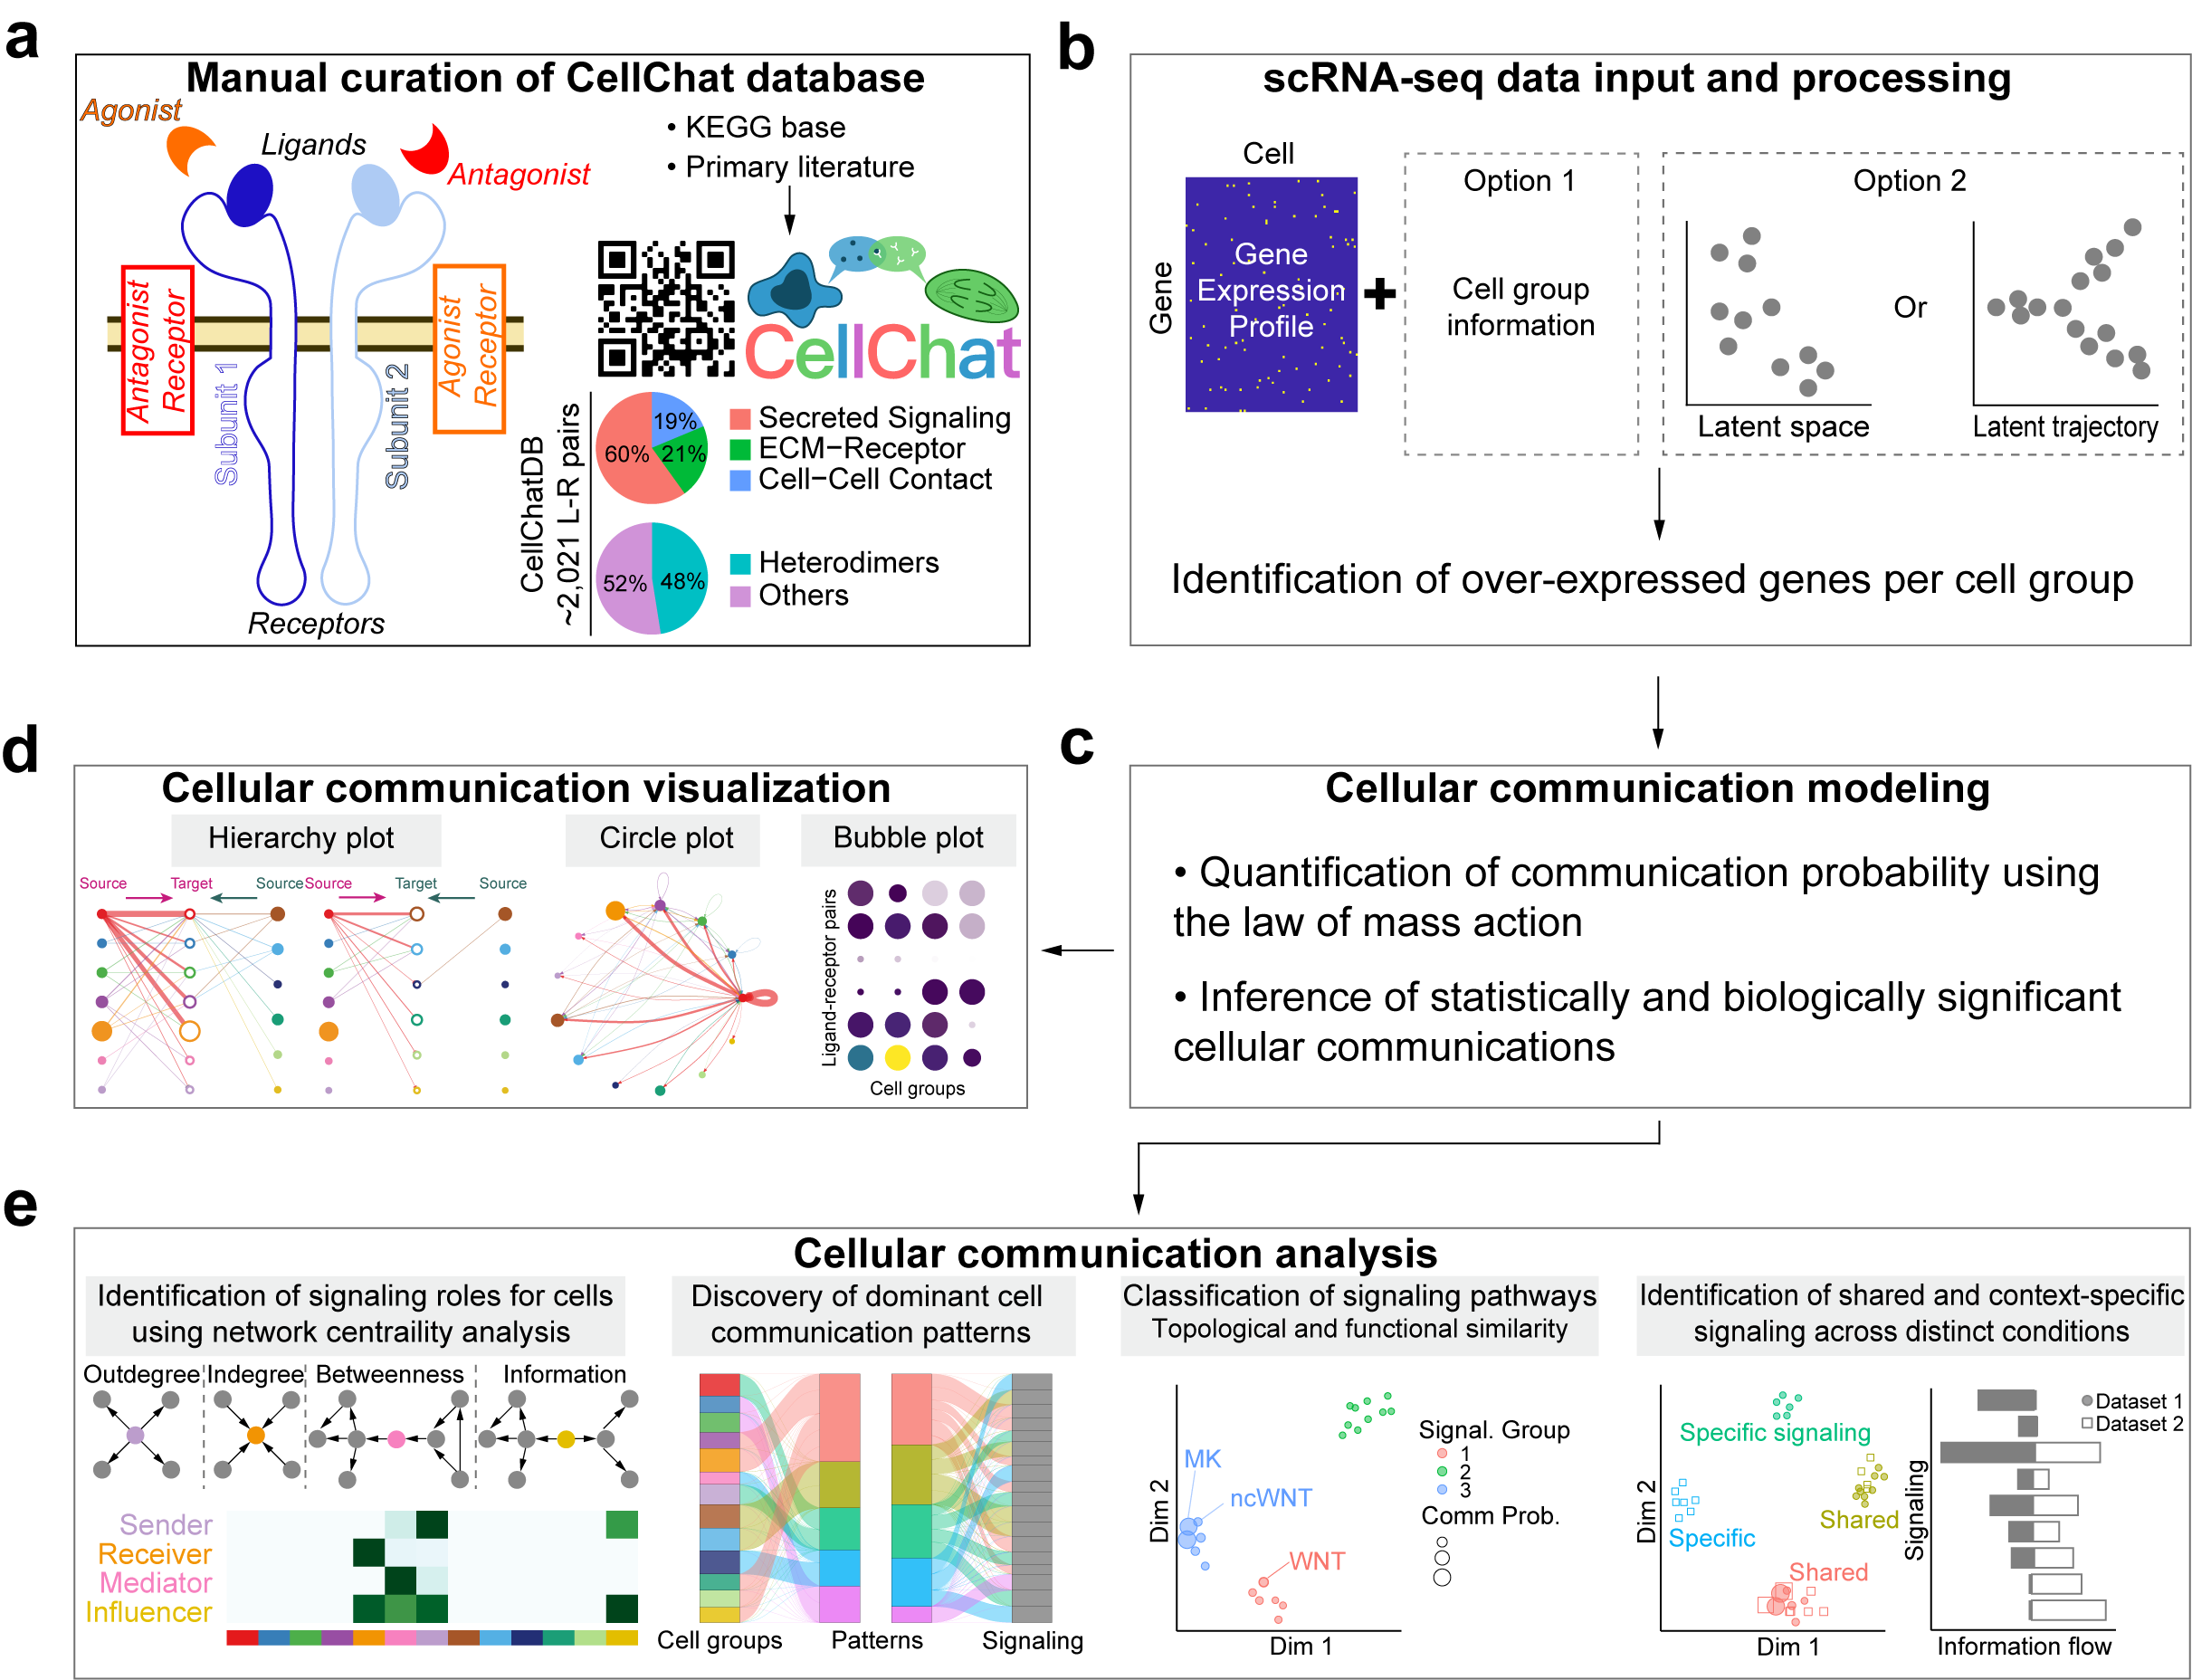 a
Manual curation of CellChat database
Agonist
Ligands
Antagonist
• KEGG base
• Primary literature
CellChat
Antagonist
Receptor
Subunit 1
Subunit 2
Agonist
Receptor
Receptors
CellChatDB
~2,021 L-R pairs
19%
60%
21%
Secreted Signaling
ECM−Receptor
Cell−Cell Contact
52%
48%
Heterodimers
Others
b
scRNA-seq data input and processing
Cell
Gene
Gene
Expression
Profile
+
Option 1
Cell group
information
Option 2
Latent space
Or
Latent trajectory
Identification of over-expressed genes per cell group
c
Cellular communication modeling
• Quantification of communication probability using
the law of mass action
• Inference of statistically and biologically significant
cellular communications
d
Cellular communication visualization
Hierarchy plot
Circle plot
Bubble plot
Source
Target
Source
Source
Target
Source
Ligand-receptor pairs
Cell groups
e
Cellular communication analysis
Identification of signaling roles for cells
using network centraility analysis
Outdegree
Indegree
Betweenness
Information
Sender
Receiver
Mediator
Influencer
Discovery of dominant cell
communication patterns
Cell groups
Patterns
Signaling
Classification of signaling pathways
Topological and functional similarity
Dim 2
MK
ncWNT
WNT
Dim 1
Signal. Group
1
2
3
Comm Prob.
Identification of shared and context-specific
signaling across distinct conditions
Dim 2
Specific signaling
Specific
Shared
Shared
Dim 1
Signaling
Dataset 1
Dataset 2
Information flow